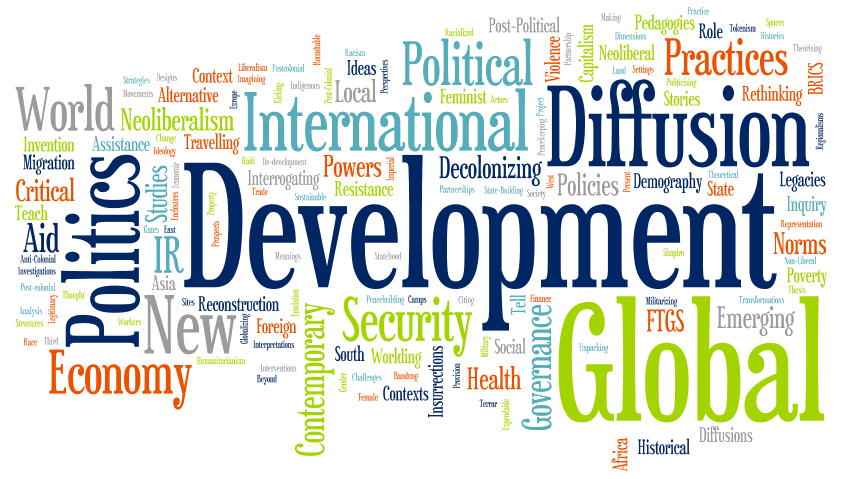 Development
Global
Diffusion
International
Politics
Political
New
World
Security
Economy
Practices
Governance
Contemporary
Neoliberalism
Decolonizing
Emerging
Policies
Powers
Critical
Aid
IR
Studies
Norms
Health
FTGS
Local
Alternative
Context
Ideas
Feminist
Post-Political
Violence
Capitalism
Neoliberal
Pedagogies
Role
Stories
Rethinking
BRICS
Invention
Migration
Assistance
Travelling
Interrogating
Resistance
Demography
State
Legacies
Inquiry
Teach
Asia
Reconstruction
Foreign
South
Worlding
Social
Tell
Insurrections
Contexts
Poverty
Africa
Historical
Diffusions
Practice
Tokenism
Spaces
Making
Dimensions
Histories
Partnership
Theorising
Land
Settings
Politicising
Racialized
Roundtable
Racism
Perspectives
Liberalism
Postcolonial
Imagining
Strategies
Designs
Movements
Europe
Kicking
Indigenous
Post-Colonial
Actors
Project
Peacekeeping
Regionalisms
Change
Ideology
Haiti
De-development
Imperial
Trade
Sustainable
Economic
Inclosures
Property
Prospects
Gates
East
Partnerships
State-Building
Society
West
Present
Theoretical
Representation
Non-Liberal
Shapiro
Thesis
Transformations
Militarizing
Finance
Unpacking
Anti-Colonial
Investigations
Post-colonial
Thought
Analysis
Structures
Legitimacy
Race
Third
Workers
Sites
Globalizing
Interpretations
Humanitarianism
Interventions
Beyond
Meanings
Statehood
Peacebuilding
Camps
Citing
Gender
Challenges
Bandung
Female
Provision
Military
Terror
Expendable